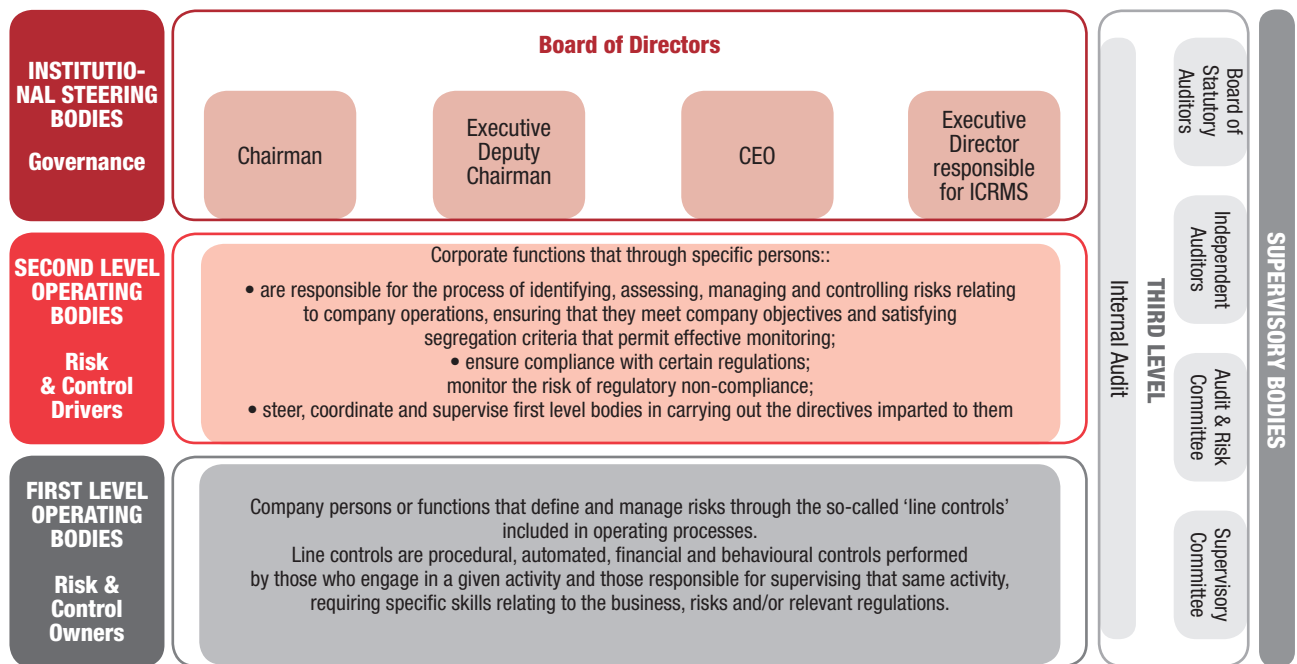 INSTITUTIO-
NAL STEERING
BODIES
Governance
Board of Directors
Chairman
Executive
Deputy
Chairman
CEO
Executive
Director
responsible
for ICRMS
SECOND LEVEL
OPERATING
BODIES
Risk
& Control
Drivers
Corporate functions that through specific persons::
• are responsible for the process of identifying, assessing, managing and controlling risks relating
to company operations, ensuring that they meet company objectives and satisfying
segregation criteria that permit effective monitoring;
• ensure compliance with certain regulations;
monitor the risk of regulatory non-compliance;
• steer, coordinate and supervise first level bodies in carrying out the directives imparted to them
FIRST LEVEL
OPERATING
BODIES
Risk &
Control
Owners
Company persons or functions that define and manage risks through the so-called ‘line controls’
included in operating processes.
Line controls are procedural, automated, financial and behavioural controls performed
by those who engage in a given activity and those responsible for supervising that same activity,
requiring specific skills relating to the business, risks and/or relevant regulations.
Internal Audit
THIRD LEVEL
Board of
Statutory
Auditors
Independent
Auditors
Audit & Risk
Committee
Supervisory
Committee
SUPERVISORY BODIES